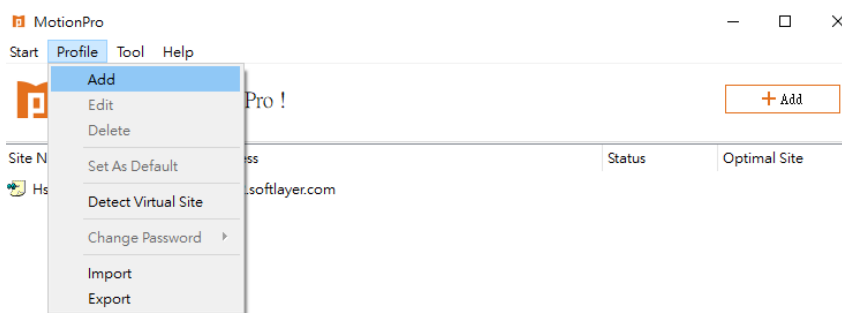 MotionPro
Start Profile Tool Help
Add
Edit
Delete
Set As Default
Detect Virtual Site
Change Password
Import
Export
Pro !
+ Add
Site N
ess
Status
Optimal Site
Hs
.softlayer.com